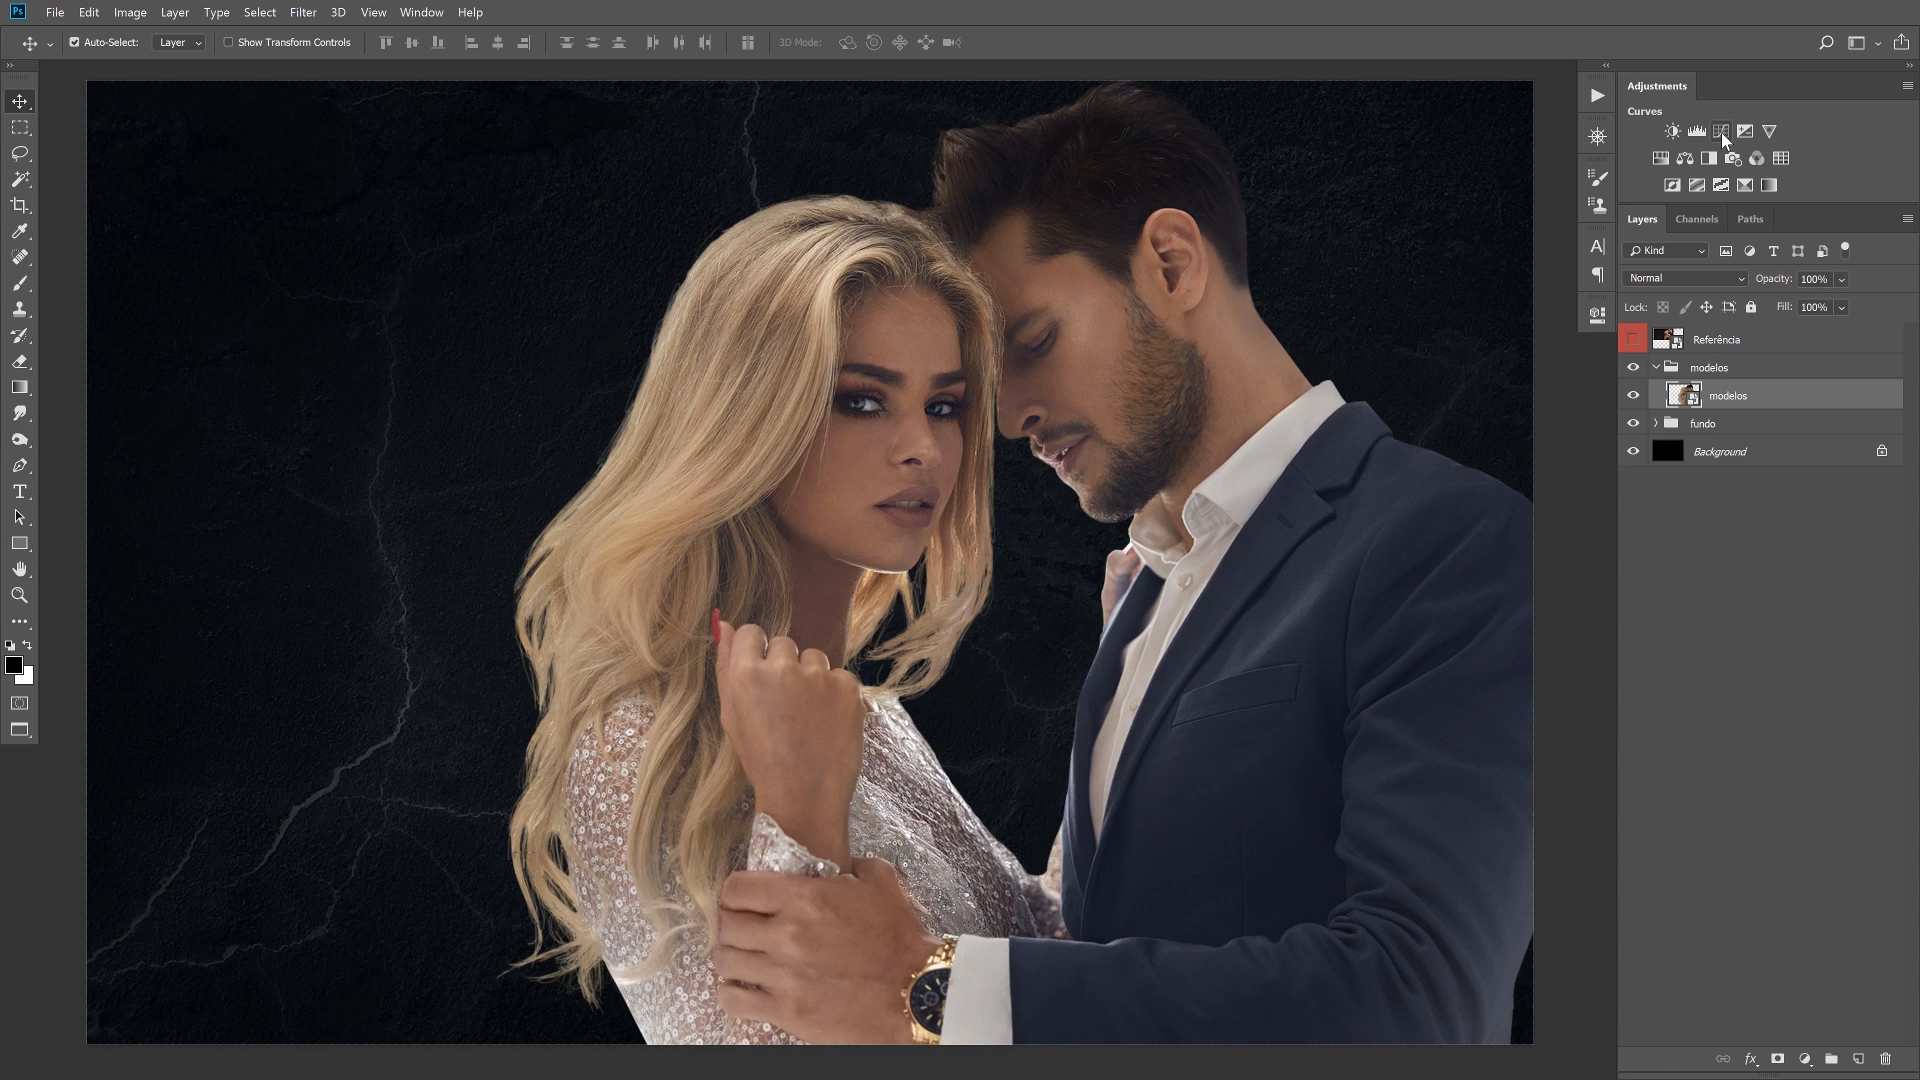 Ps File Edit Image Layer Type Select Filter 3D View Window Help
Auto-Select: Layer Show Transform Controls 3D Mode:
Adjustments
Curves
Layers Channels Paths
Kind
Normal Opacity: 100%
Lock: Fill: 100%
Referência
modelos
modelos
fundo
Background